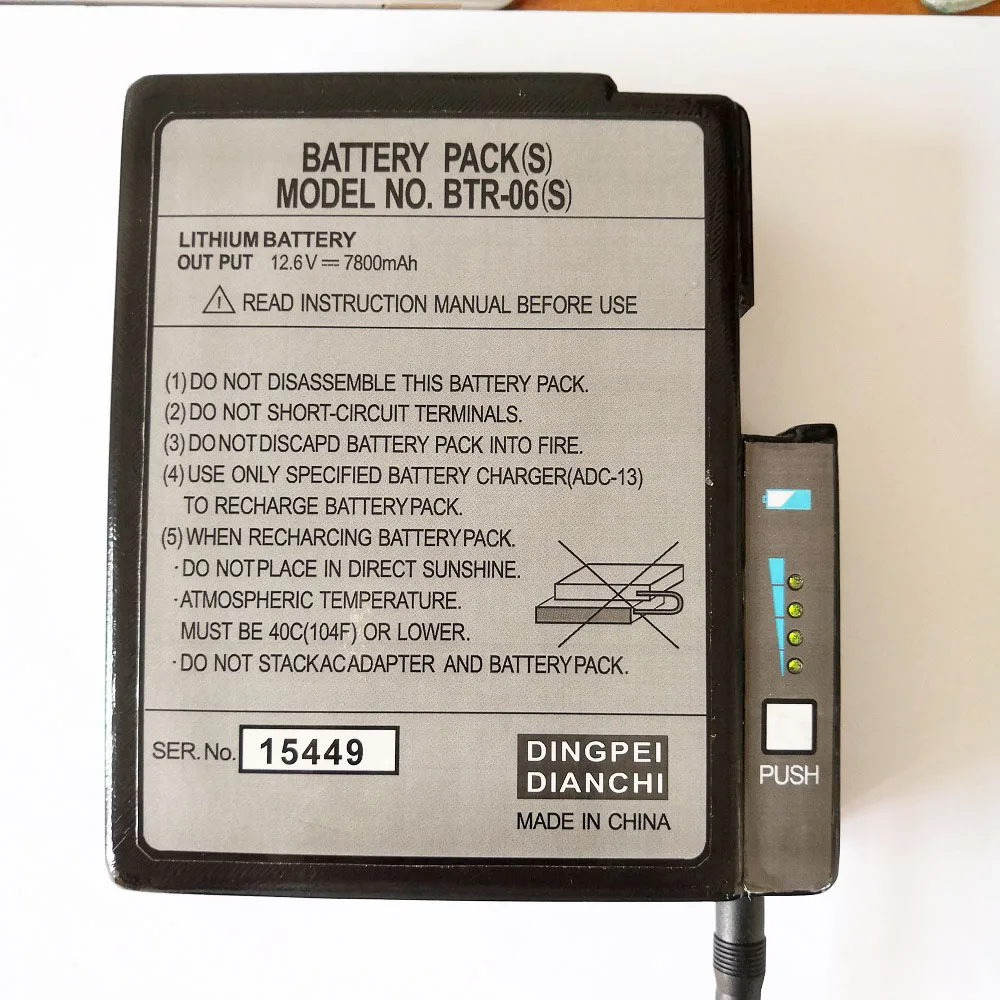 BATTERY PACK(S)
MODEL NO. BTR-06(S)
LITHIUM BATTERY
OUT PUT 12.6V⎓7800mAh
⚠ READ INSTRUCTION MANUAL BEFORE USE
(1) DO NOT DISASSEMBLE THIS BATTERY PACK.
(2) DO NOT SHORT-CIRCUIT TERMINALS.
(3) DO NOT DISCAPD BATTERY PACK INTO FIRE.
(4) USE ONLY SPECIFIED BATTERY CHARGER(ADC-13)
TO RECHARGE BATTERYPACK.
(5) WHEN RECHARCING BATTERYPACK.
·DO NOTPLACE IN DIRECT SUNSHINE.
·ATMOSPHERIC TEMPERATURE.
MUST BE 40C(104F) OR LOWER.
·DO NOT STACKACADAPTER AND BATTERYPACK.
SER. No. 15449
DINGPEI
DIANCHI
MADE IN CHINA
PUSH